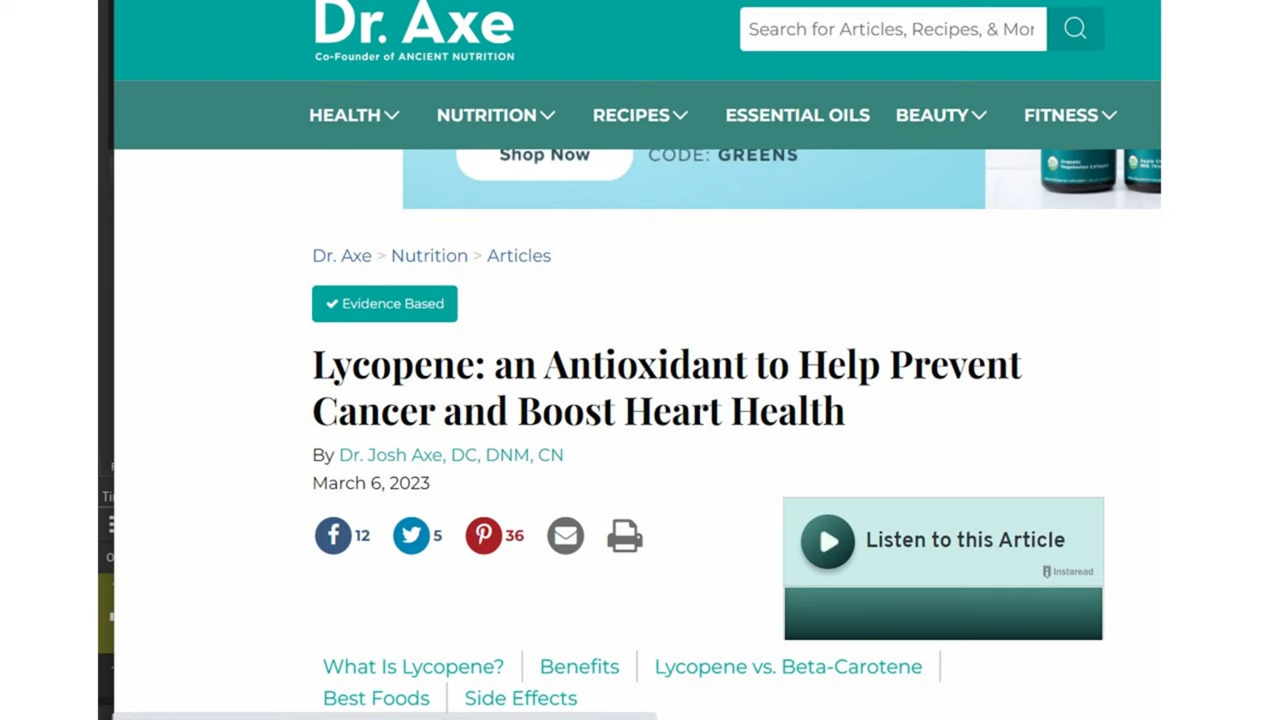 Dr. Axe
Co-Founder of ANCIENT NUTRITION
Search for Articles, Recipes, & Mor
HEALTH NUTRITION RECIPES ESSENTIAL OILS BEAUTY FITNESS
Shop Now CODE: GREENS
Dr. Axe > Nutrition > Articles
Evidence Based
Lycopene: an Antioxidant to Help Prevent
Cancer and Boost Heart Health
By Dr. Josh Axe, DC, DNM, CN
March 6, 2023
12 5 36
Listen to this Article
Instaread
What Is Lycopene? Benefits Lycopene vs. Beta-Carotene
Best Foods Side Effects